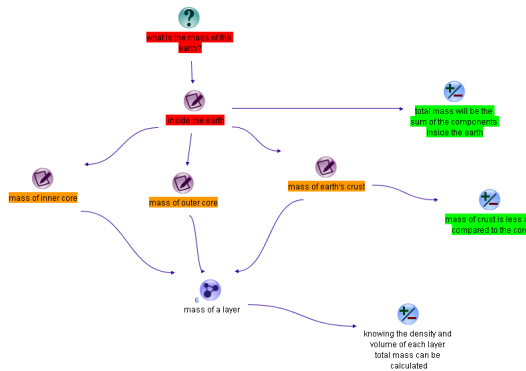 what is the mass of the
earth?
inside the earth
total mass will be the
sum of the components
inside the earth
mass of inner core
mass of outer core
mass of earth's crust
mass of crust is less
compared to the
6
mass of a layer
knowing the density and
volume of each layer
total mass can be
calculated